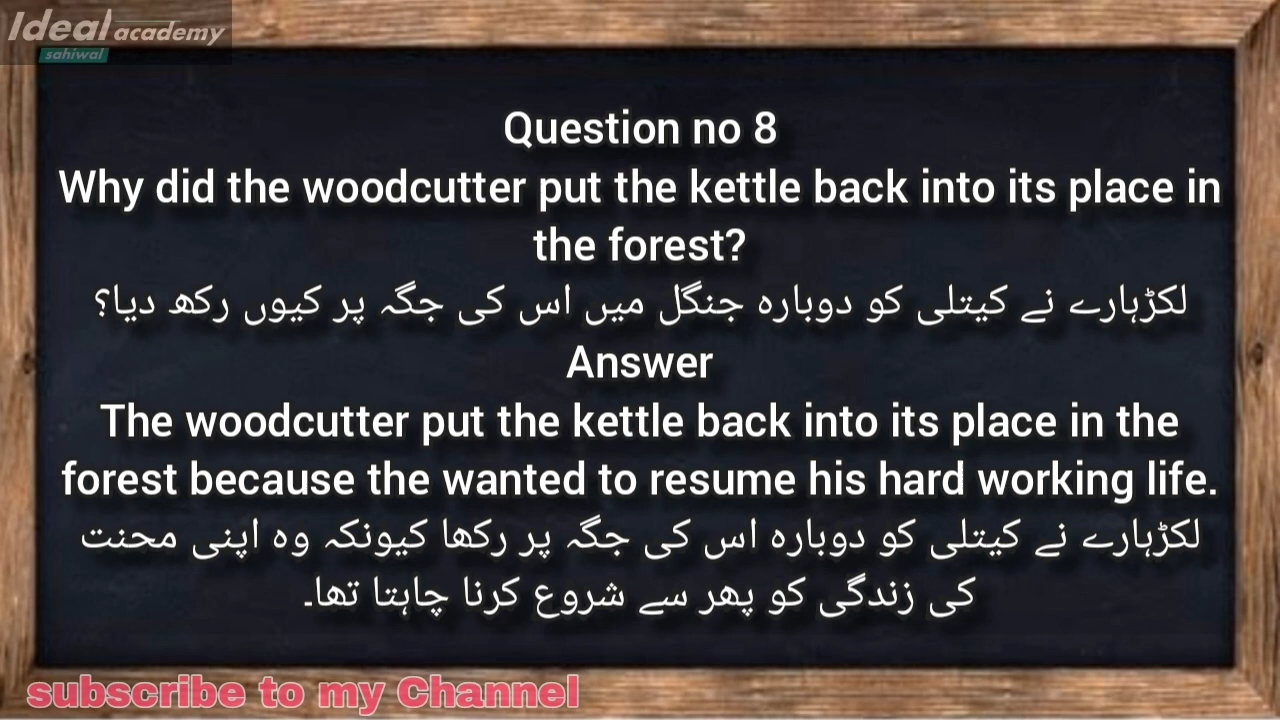 Ideal academy
sahiwal
Question no 8
Why did the woodcutter put the kettle back into its place in
the forest?
لکڑہارے نے کیتلی کو دوبارہ جنگل میں اس کی جگہ پر کیوں رکھ دیا؟
Answer
The woodcutter put the kettle back into its place in the
forest because the wanted to resume his hard working life.
لکڑہارے نے کیتلی کو دوبارہ اس کی جگہ پر رکھا کیونکہ وہ اپنی محنت
کی زندگی کو پھر سے شروع کرنا چاہتا تھا۔
subscribe to my Channel